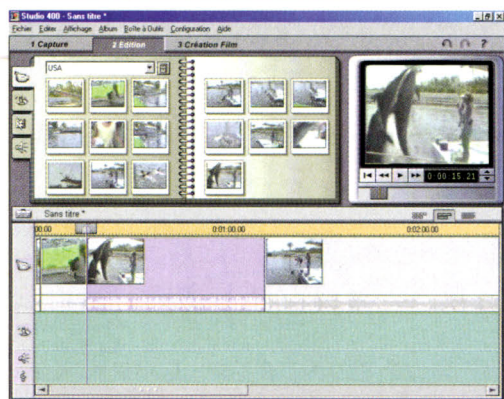 Studio 400 - Sans titre *
Fichier Editer Affichage Album Boîte à Outils Configuration Aide
1 Capture 2 Edition 3 Création Film ?
USA
0:00:15.21
Sans titre *
00.00 0:01:00.00 0:02:00.00